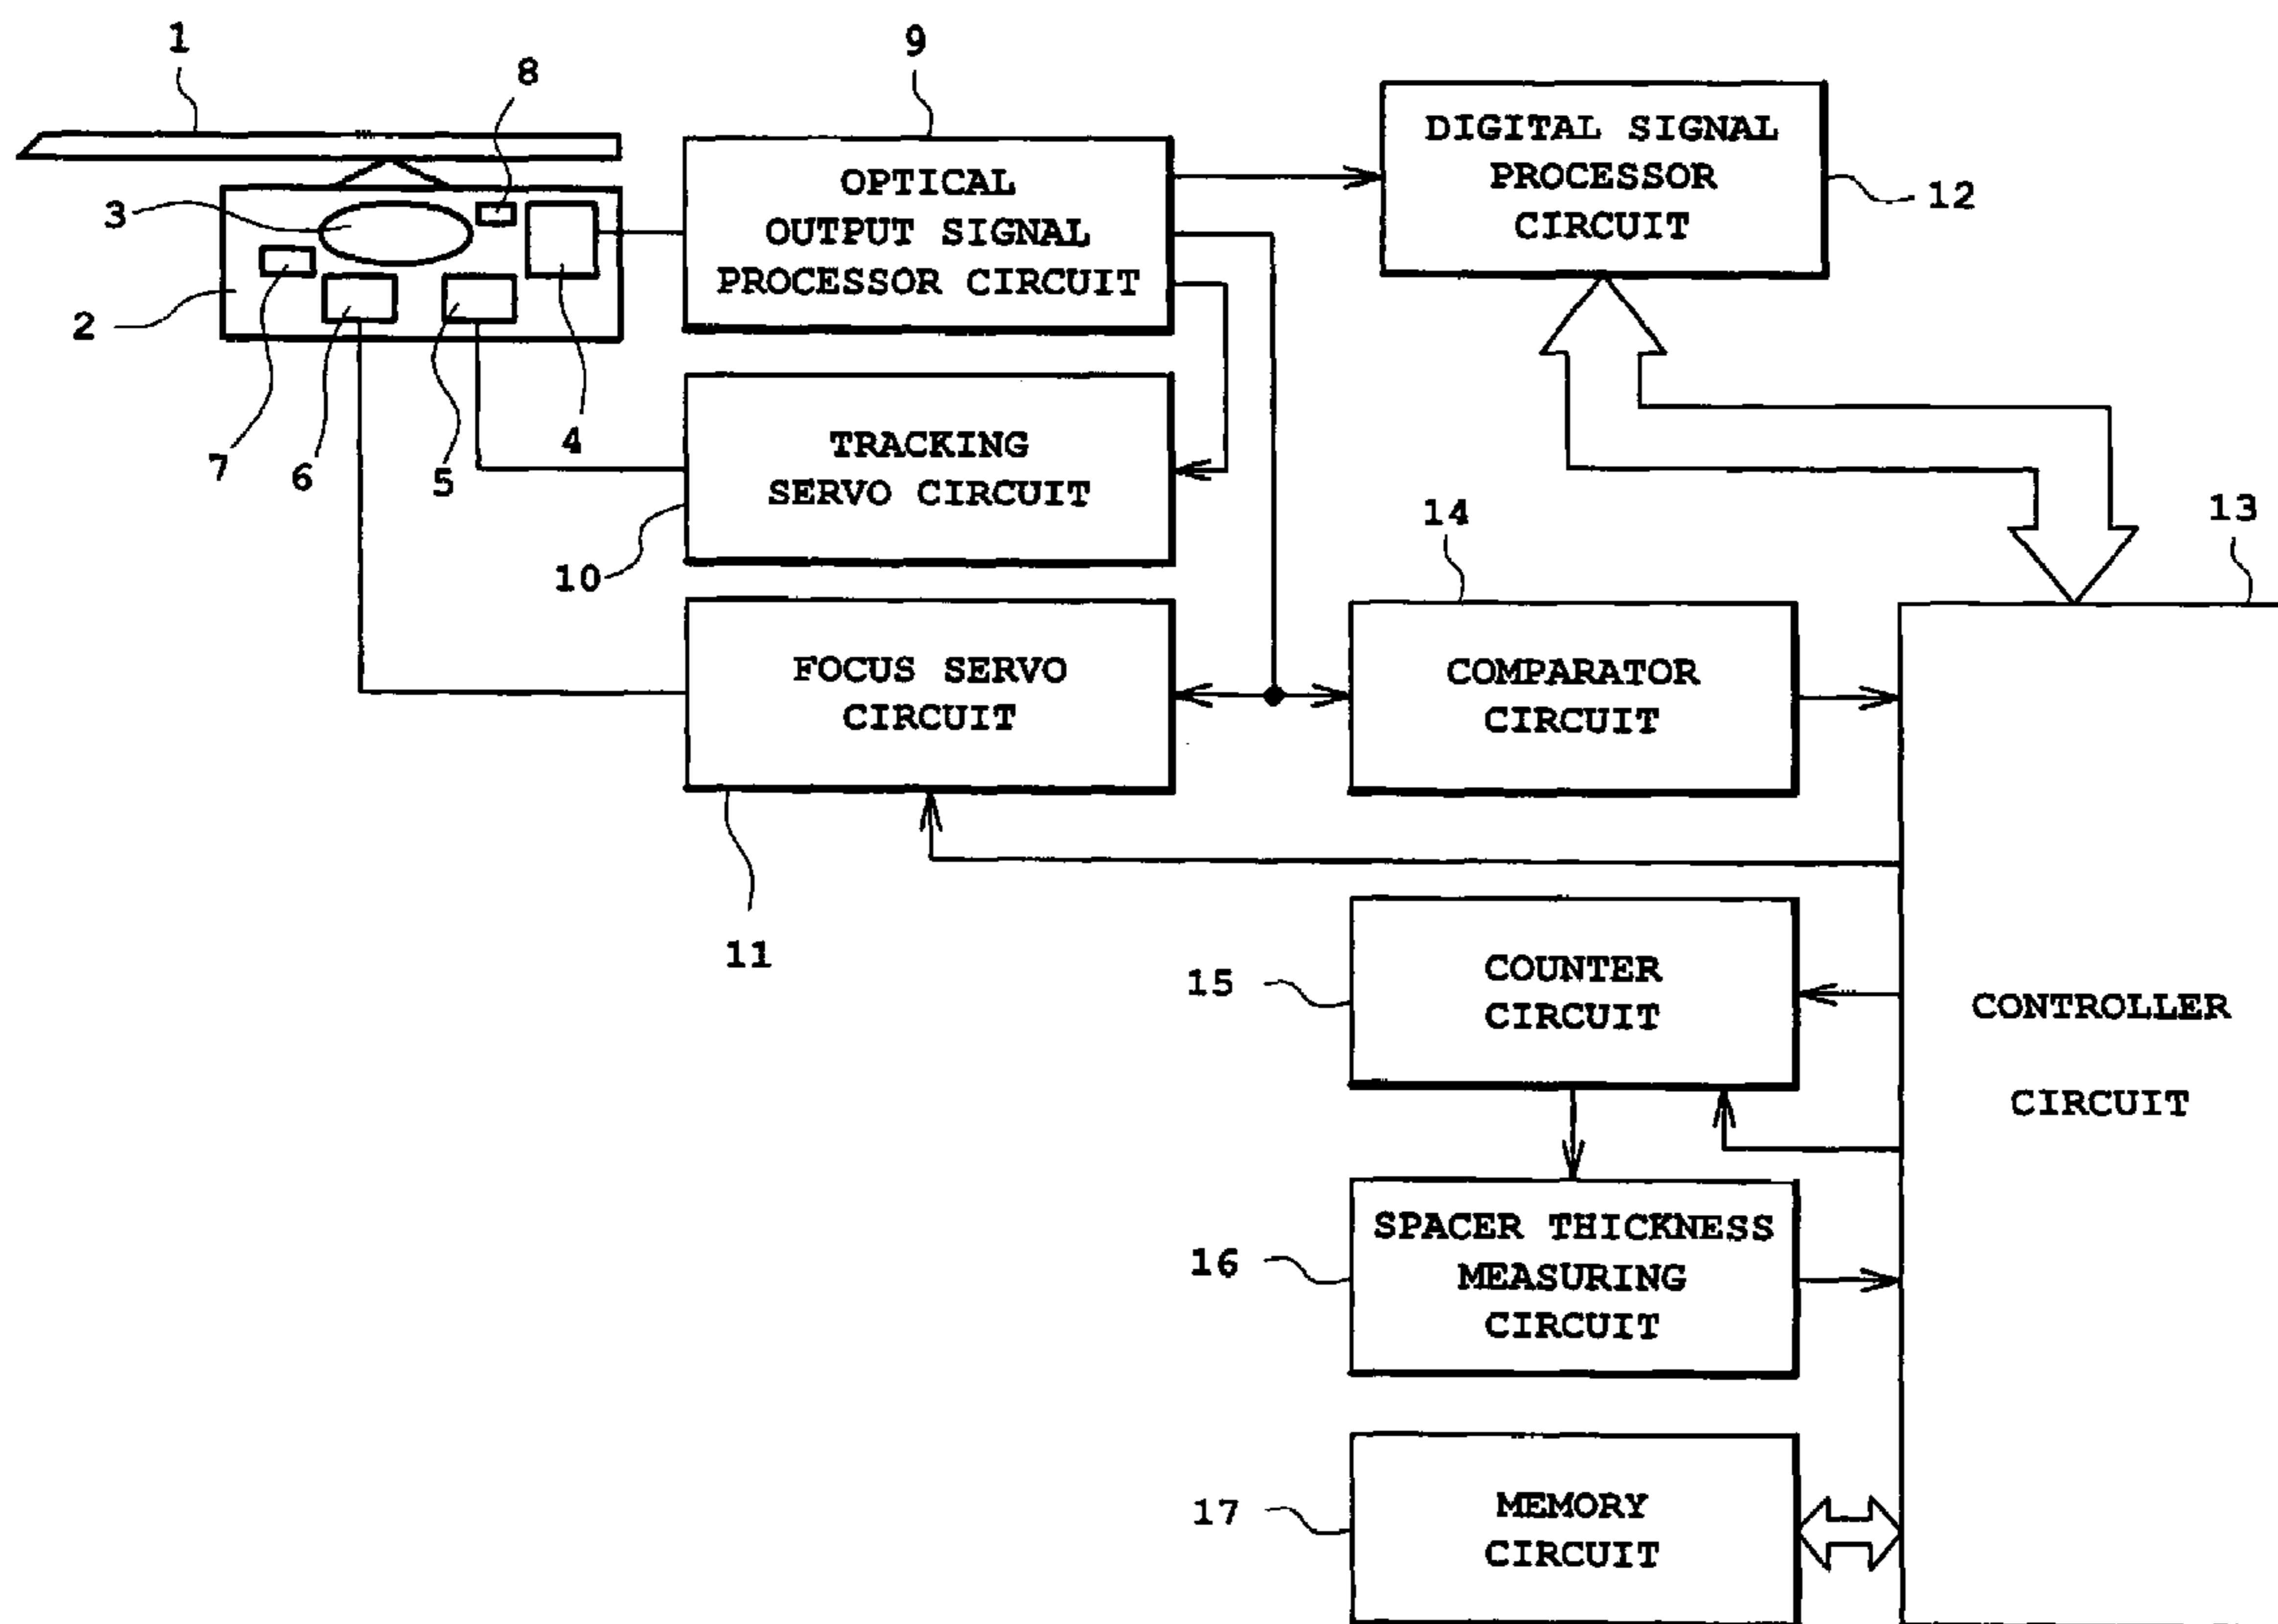 1
8
9
OPTICAL
OUTPUT SIGNAL
PROCESSOR CIRCUIT
DIGITAL SIGNAL
PROCESSOR
CIRCUIT
12
3
2
7
6
5
4
TRACKING
SERVO CIRCUIT
10
14
13
FOCUS SERVO
CIRCUIT
11
COMPARATOR
CIRCUIT
15
COUNTER
CIRCUIT
CONTROLLER
CIRCUIT
16
SPACER THICKNESS
MEASURING
CIRCUIT
17
MEMORY
CIRCUIT